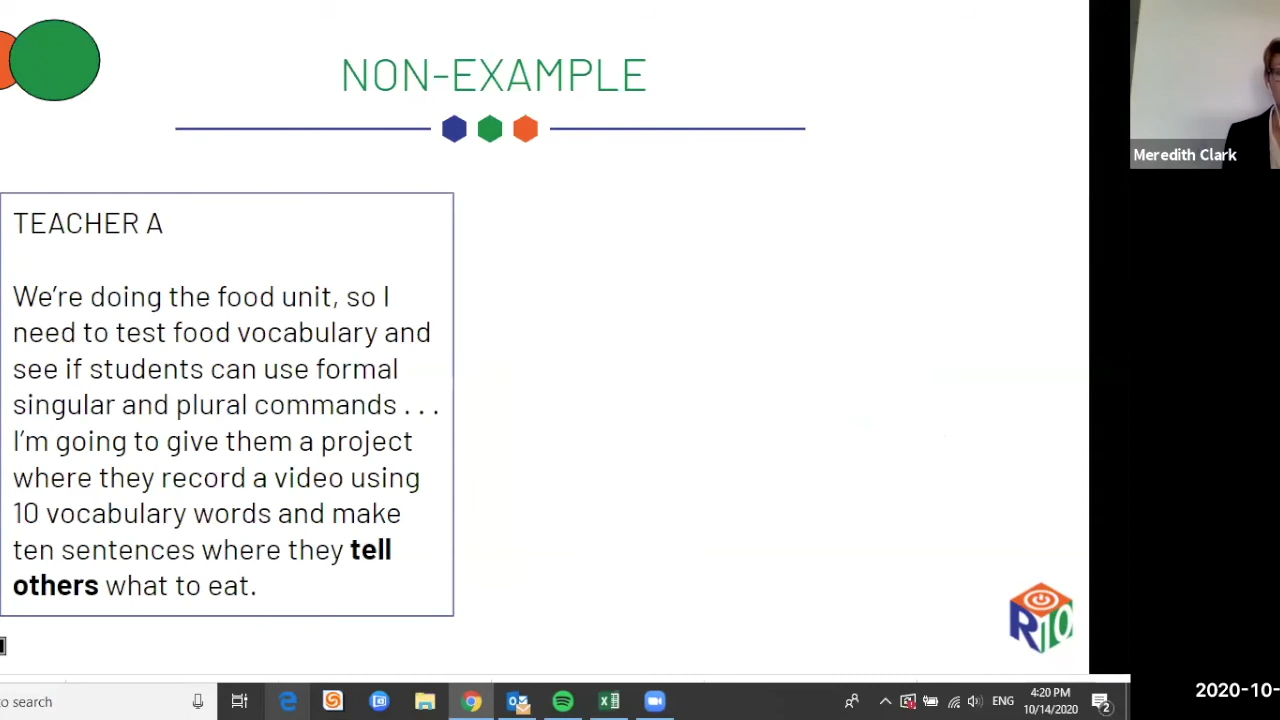 NON-EXAMPLE
Meredith Clark
TEACHER A
We're doing the food unit, so I
need to test food vocabulary and
see if students can use formal
singular and plural commands . . .
I'm going to give them a project
where they record a video using
10 vocabulary words and make
ten sentences where they tell
others what to eat.
R10
to search
ENG
4:20 PM
10/14/2020
2
2020-10-